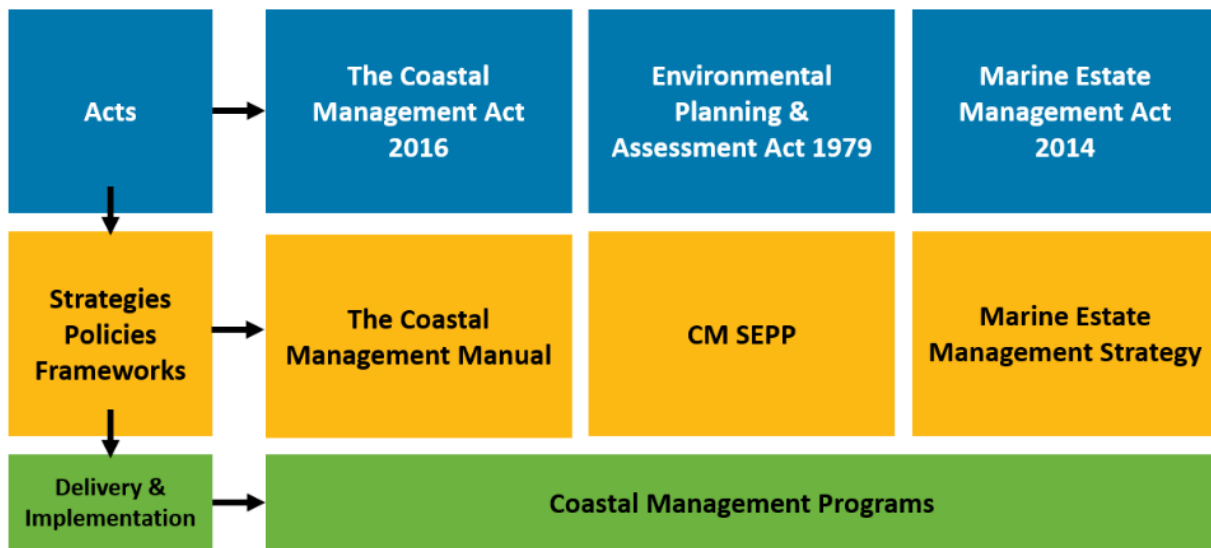 Acts
The Coastal
Management Act
2016
Environmental
Planning &
Assessment Act 1979
Marine Estate
Management Act
2014
Strategies
Policies
Frameworks
The Coastal
Management Manual
CM SEPP
Marine Estate
Management Strategy
Delivery &
Implementation
Coastal Management Programs